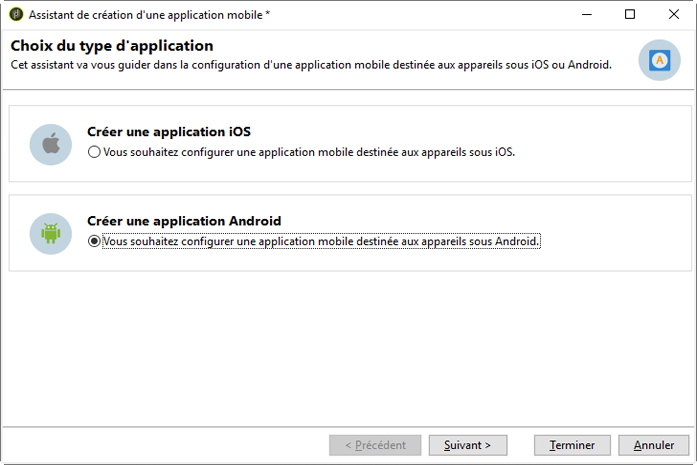 Assistant de création d'une application mobile *
Choix du type d'application
Cet assistant va vous guider dans la configuration d'une application mobile destinée aux appareils sous iOS ou Android.
A
Créer une application iOS
Vous souhaitez configurer une application mobile destinée aux appareils sous iOS.
Créer une application Android
Vous souhaitez configurer une application mobile destinée aux appareils sous Android.
< Précédent
Suivant >
Terminer
Annuler